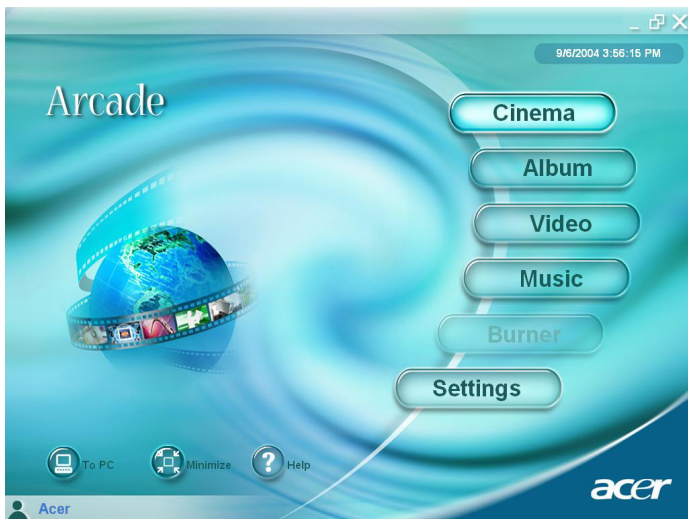 9/6/2004 3:56:15 PM
Arcade
Cinema
Album
Video
Music
Burner
Settings
To PC
Minimize
? Help
acer
Acer